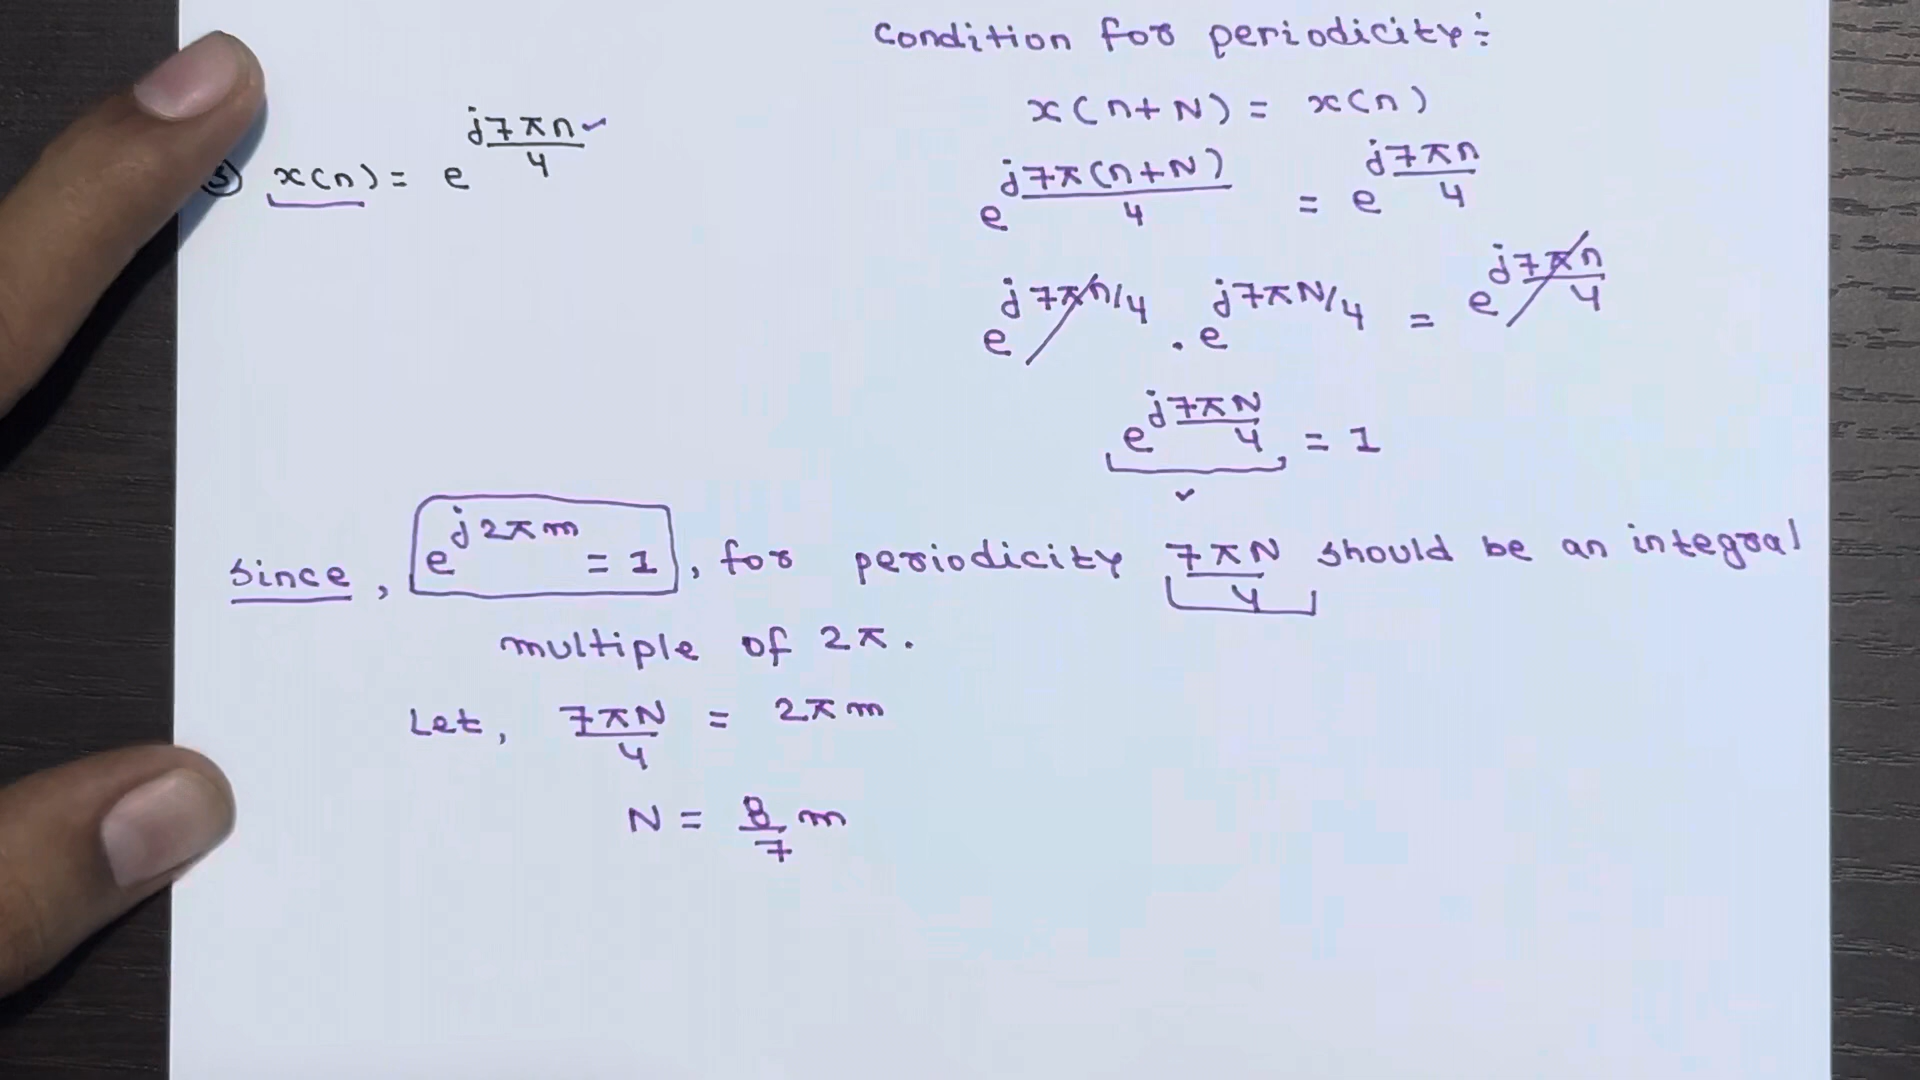 Condition for periodicity:
x(n+N) = x(n)
x(n) = e^{j7πn/4}
e^{j7π(n+N)/4} = e^{j7πn/4}
e^{j7πn/4} . e^{j7πN/4} = e^{j7πn/4}
e^{j7πN/4} = 1
Since, e^{j2πm} = 1, for periodicity 7πN/4 should be an integral
multiple of 2π.
Let, 7πN/4 = 2πm
N = 8/7 m